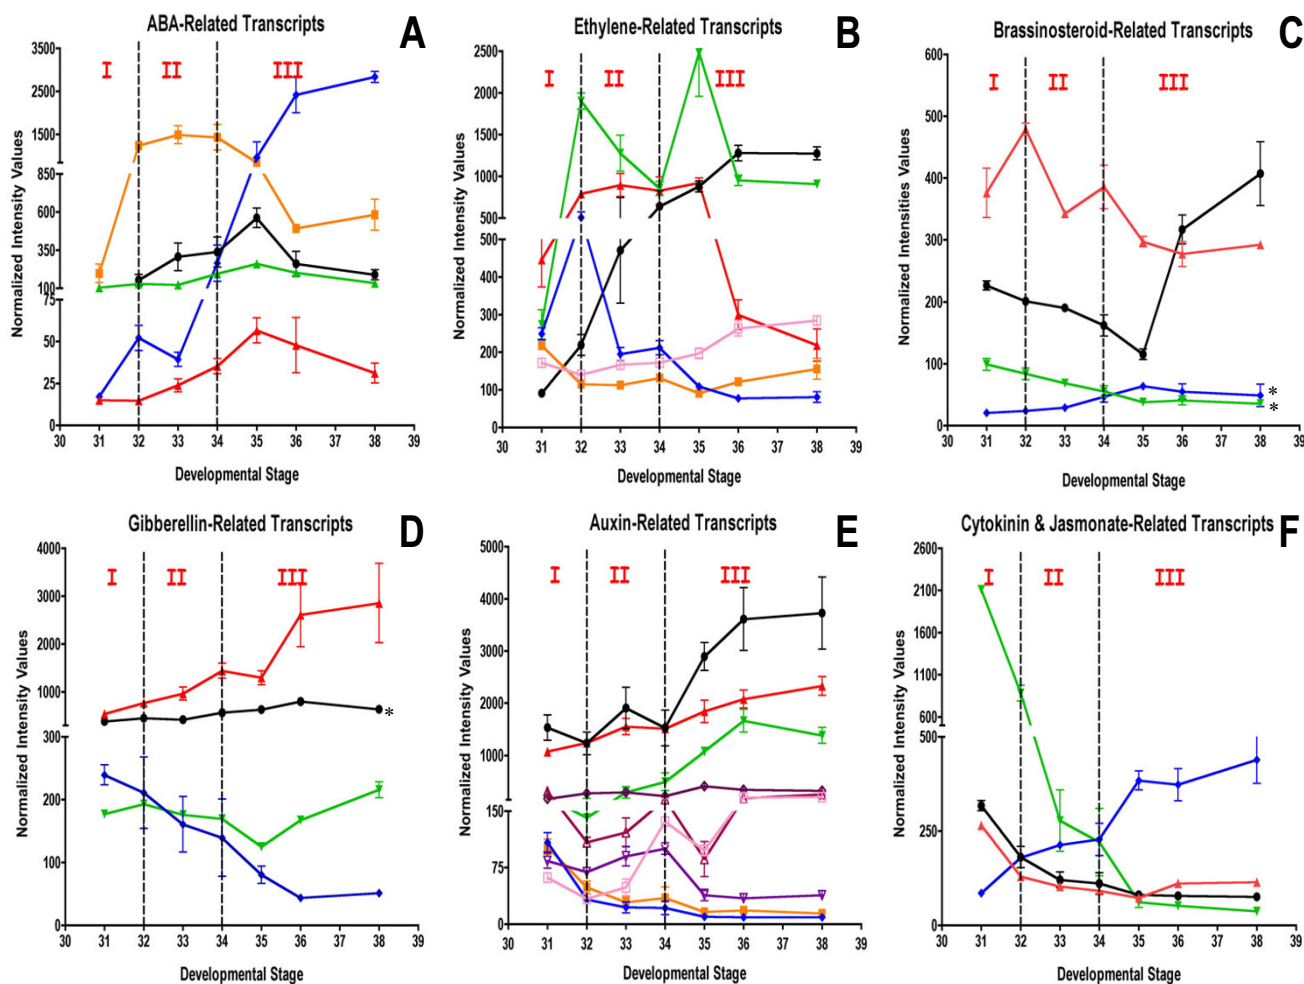 ABA-Related Transcripts
A
I II III
Normalized Intensity Values
3500
2500
1500
850
600
350
100
75
50
25
0
30 31 32 33 34 35 36 37 38 39
Developmental Stage
Ethylene-Related Transcripts
B
I II III
Normalized Intensity Values
2500
2000
1500
1000
500
500
400
300
200
100
0
30 31 32 33 34 35 36 37 38 39
Developmental Stage
Brassinosteroid-Related Transcripts
C
I II III
Normalized Intensities Values
600
500
400
300
200
100
0
*
*
30 31 32 33 34 35 36 37 38 39
Developmental Stage
Gibberellin-Related Transcripts
D
I II III
Normalized Intensity Values
4000
3000
2000
1000
*
300
200
100
0
30 31 32 33 34 35 36 37 38 39
Developmental Stage
Auxin-Related Transcripts
E
I II III
Normalized Intensity Values
5000
4000
3000
2000
1000
150
75
0
30 31 32 33 34 35 36 37 38 39
Developmental Stage
Cytokinin & Jasmonate-Related Transcripts
F
I II III
Normalized Intensity Values
2600
2100
1600
1100
600
500
250
0
30 31 32 33 34 35 36 37 38 39
Developmental Stage